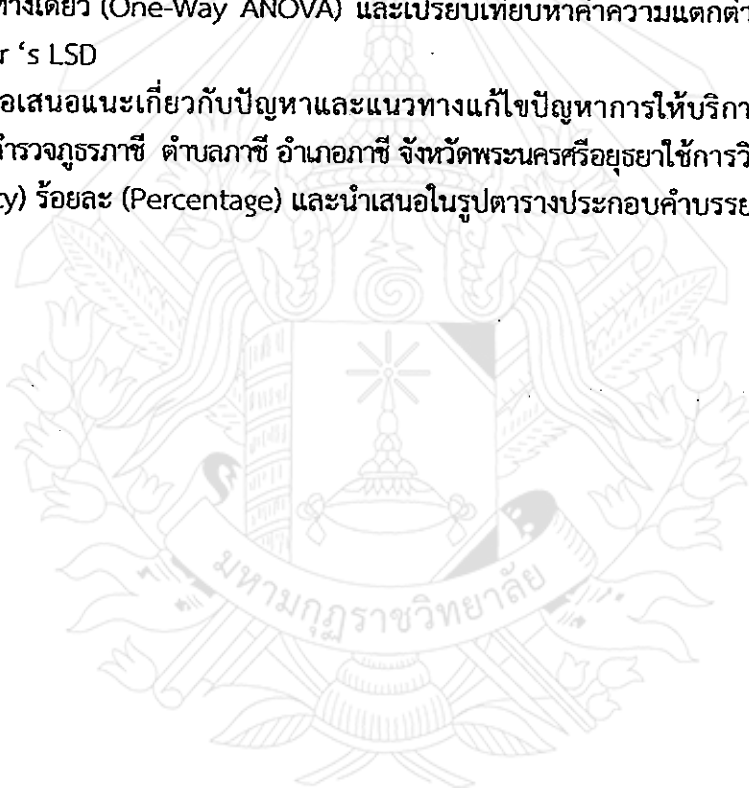 ทางเดียว (One-Way ANOVA) และเปรียบเทียบหาค่าความแตกต่า
r ‘s LSD
อเสนอแนะเกี่ยวกับปัญหาและแนวทางแก้ไขปัญหาการให้บริกา
ตำรวจภูธรภาชี ตำบลภาชี อำเภอภาชี จังหวัดพระนครศรีอยุธยาใช้การวิ
cy) ร้อยละ (Percentage) และนำเสนอในรูปตารางประกอบคำบรรย
มหามกุฏราชวิทยาลัย